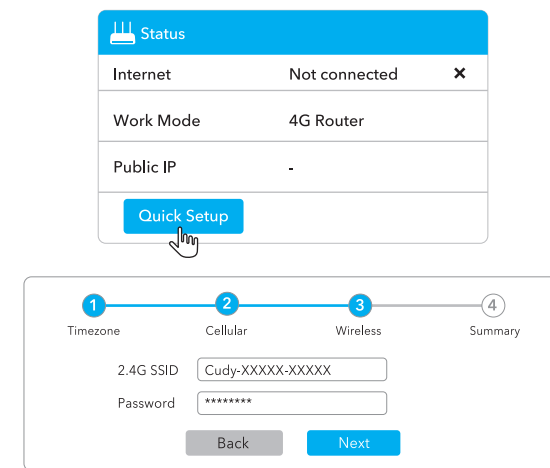 Status
Internet Not connected ×
Work Mode 4G Router
Public IP -
Quick Setup
1 2 3 4
Timezone Cellular Wireless Summary
2.4G SSID Cudy-XXXXX-XXXXX
Password ********
Back Next